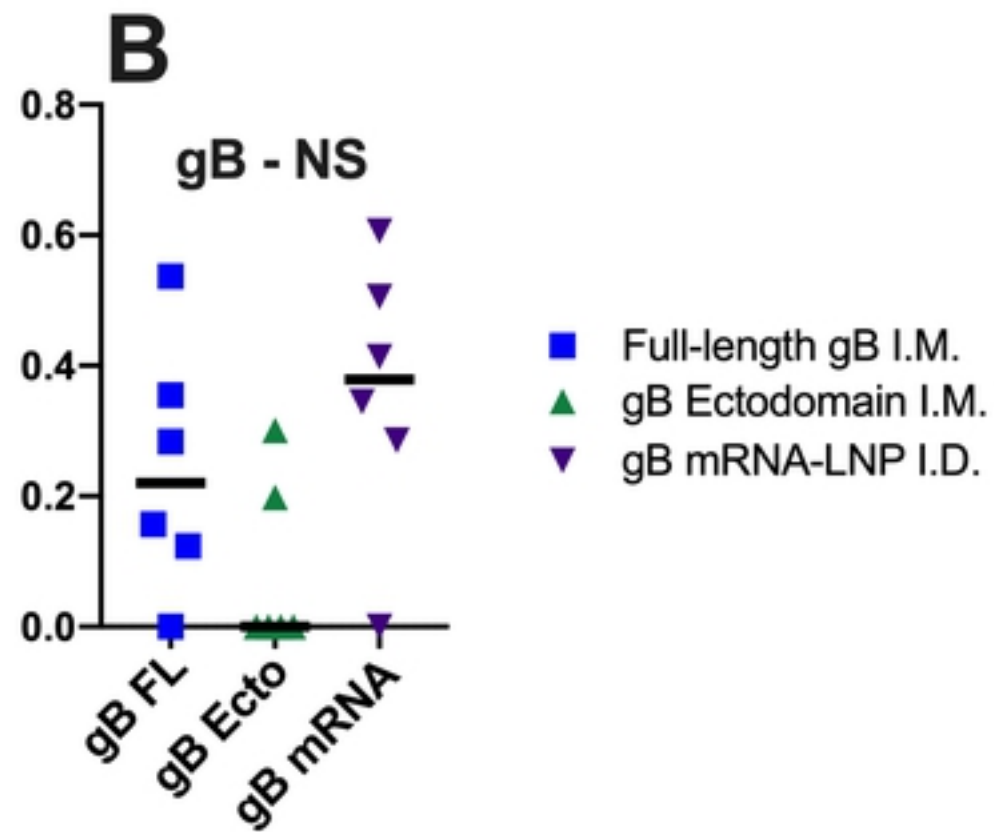 B
0.8
gB - NS
0.6
0.4
0.2
0.0
gB FL
gB Ecto
gB mRNA
Full-length gB I.M.
gB Ectodomain I.M.
gB mRNA-LNP I.D.